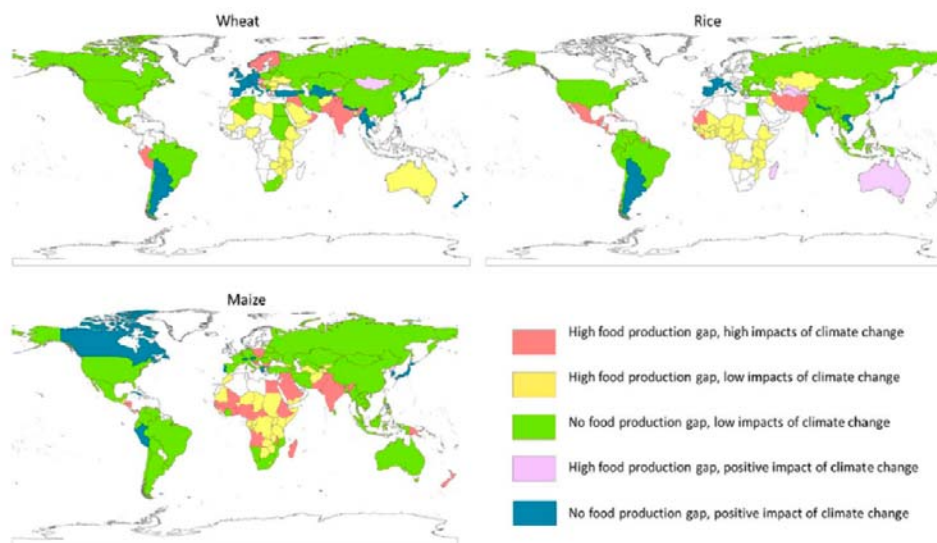 Wheat
Rice
Maize
High food production gap, high impacts of climate change
High food production gap, low impacts of climate change
No food production gap, low impacts of climate change
High food production gap, positive impact of climate change
No food production gap, positive impact of climate change